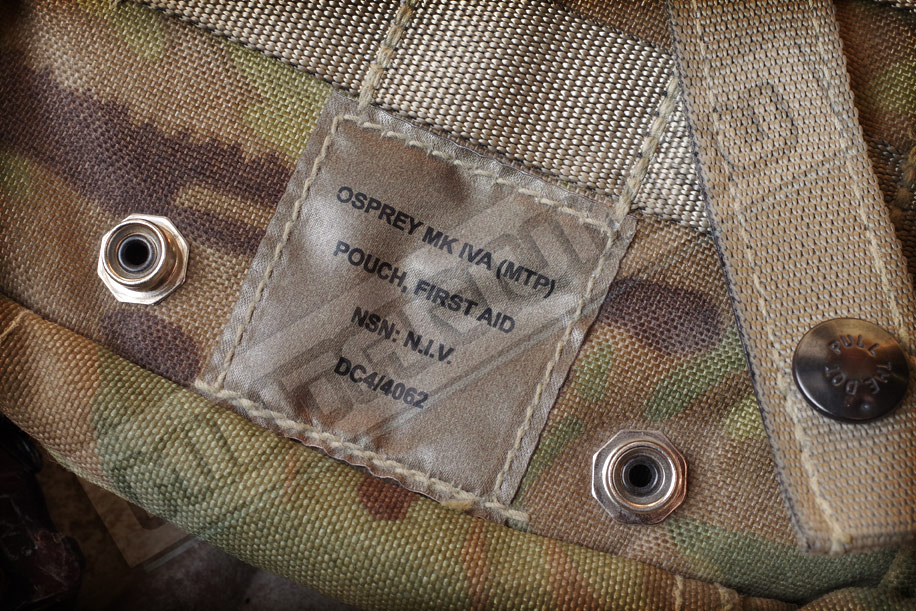 OSPREY MK IVA (MTP)
POUCH, FIRST AID
NSN: N.I.V.
DC4/4062
PULL
THE.DOT